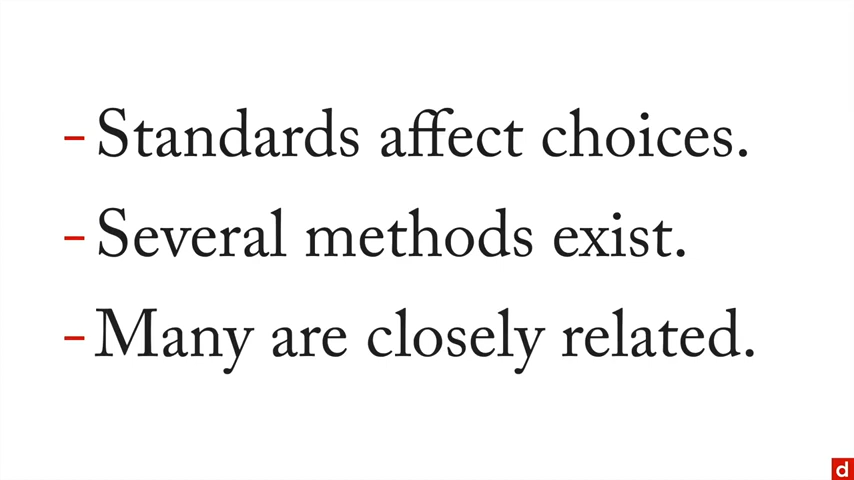 - Standards affect choices.
- Several methods exist.
- Many are closely related.
d